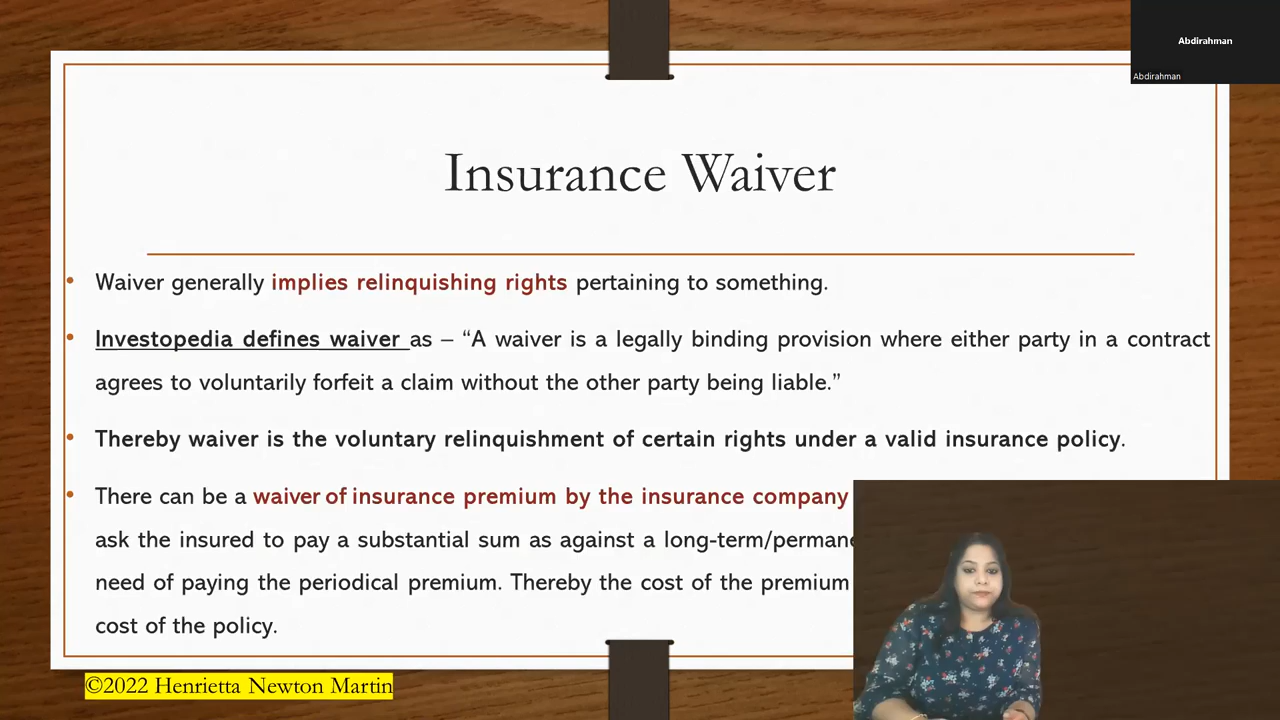 Abdirahman
Abdirahman
Insurance Waiver
• Waiver generally implies relinquishing rights pertaining to something.
• Investopedia defines waiver as – “A waiver is a legally binding provision where either party in a contract
agrees to voluntarily forfeit a claim without the other party being liable.”
• Thereby waiver is the voluntary relinquishment of certain rights under a valid insurance policy.
• There can be a waiver of insurance premium by the insurance company
ask the insured to pay a substantial sum as against a long-term/permane
need of paying the periodical premium. Thereby the cost of the premium
cost of the policy.
©2022 Henrietta Newton Martin